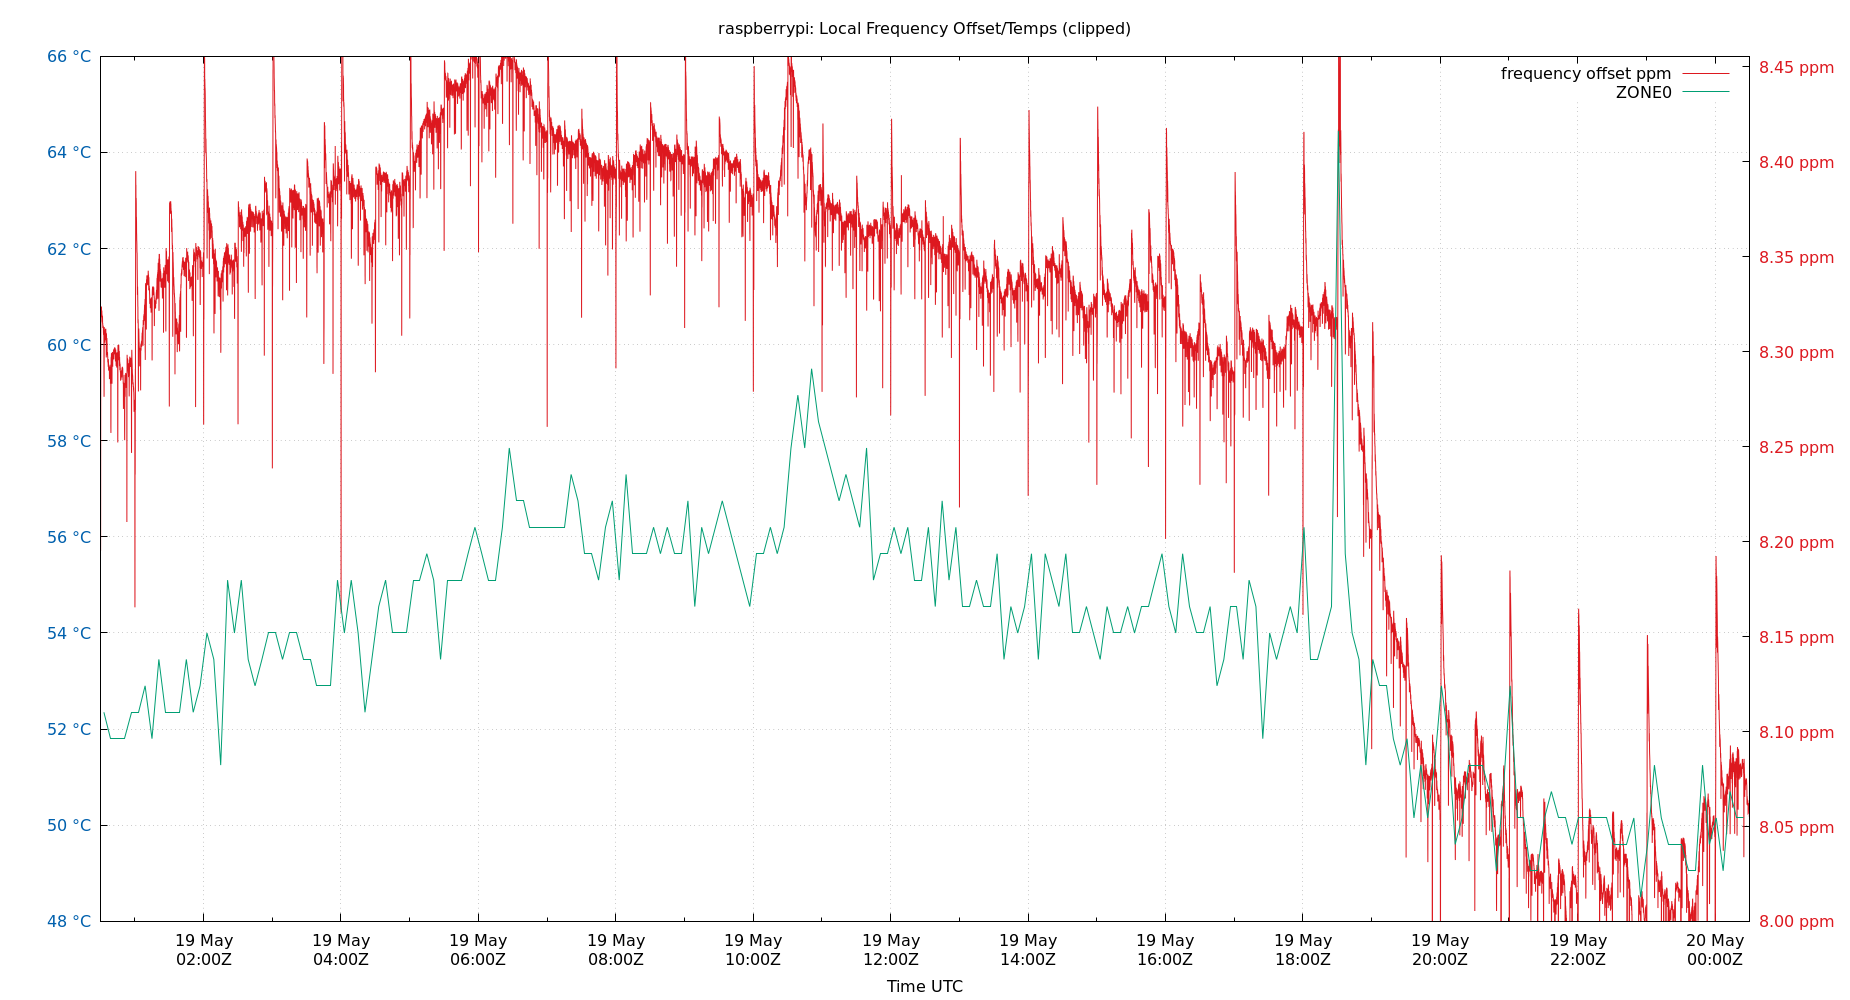 raspberrypi: Local Frequency Offset/Temps (clipped)
frequency offset ppm
ZONE0
66 °C
64 °C
62 °C
60 °C
58 °C
56 °C
54 °C
52 °C
50 °C
48 °C
8.45 ppm
8.40 ppm
8.35 ppm
8.30 ppm
8.25 ppm
8.20 ppm
8.15 ppm
8.10 ppm
8.05 ppm
8.00 ppm
19 May 19 May 19 May 19 May 19 May 19 May 19 May 19 May 19 May 19 May 19 May 20 May
02:00Z 04:00Z 06:00Z 08:00Z 10:00Z 12:00Z 14:00Z 16:00Z 18:00Z 20:00Z 22:00Z 00:00Z
Time UTC